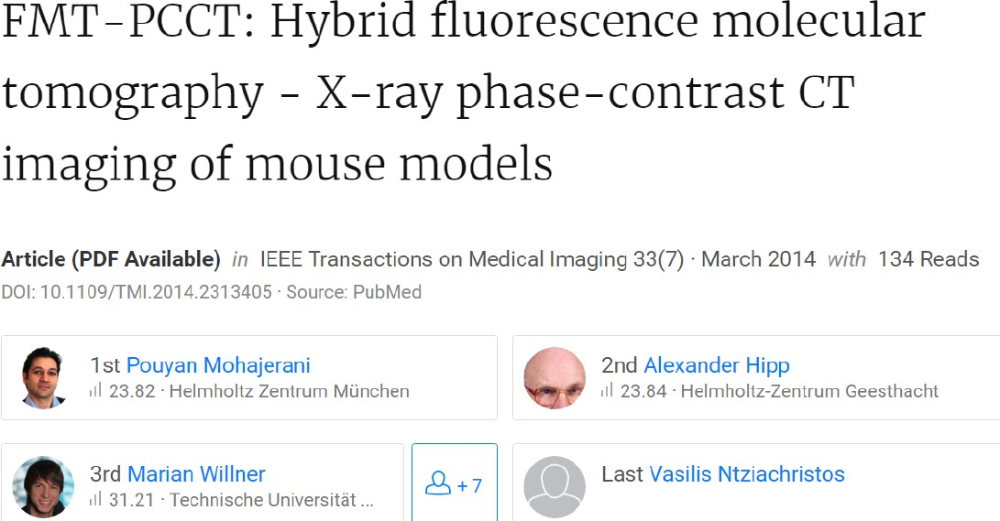 FMT-PCCT: Hybrid fluorescence molecular
tomography - X-ray phase-contrast CT
imaging of mouse models
Article (PDF Available) in IEEE Transactions on Medical Imaging 33(7) · March 2014 with 134 Reads
DOI: 10.1109/TMI.2014.2313405 · Source: PubMed
1st Pouyan Mohajerani
23.82 · Helmholtz Zentrum München
2nd Alexander Hipp
23.84 · Helmholtz-Zentrum Geesthacht
3rd Marian Willner
31.21 · Technische Universität ...
+ 7
Last Vasilis Ntziachristos